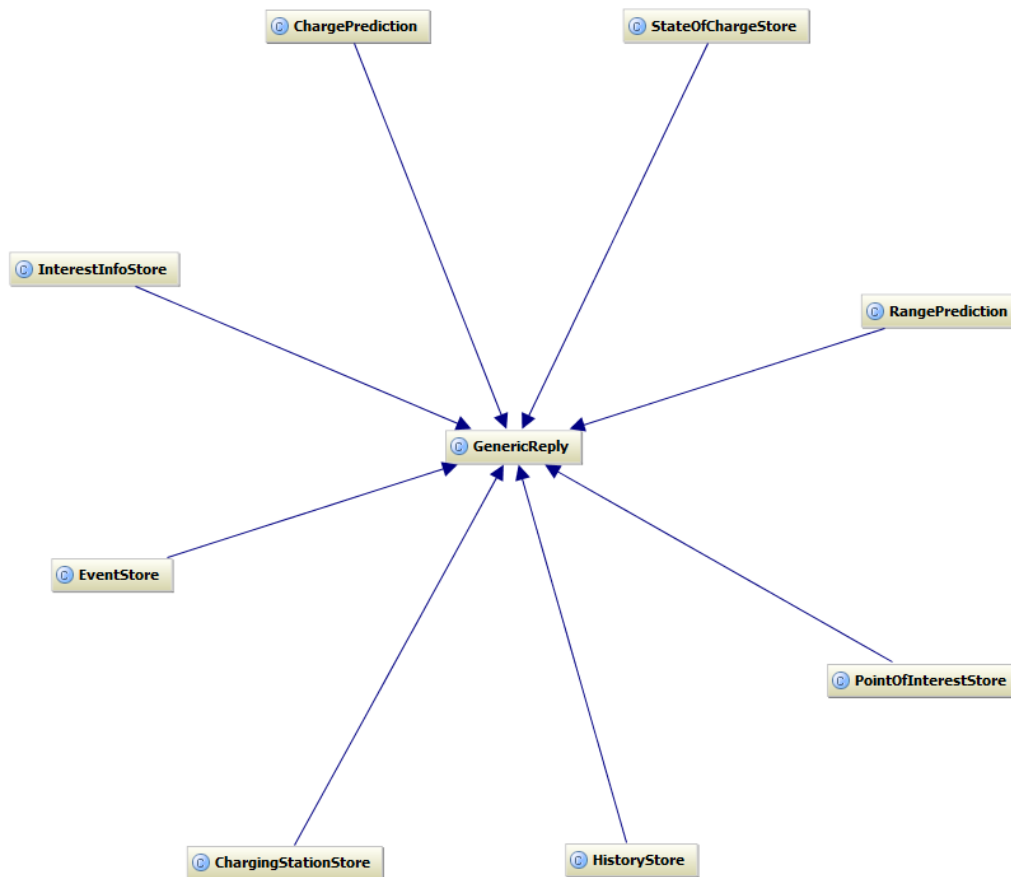 C ChargePrediction
C StateOfChargeStore
C InterestInfoStore
C RangePrediction
C GenericReply
C EventStore
C PointOfInterestStore
C ChargingStationStore
C HistoryStore